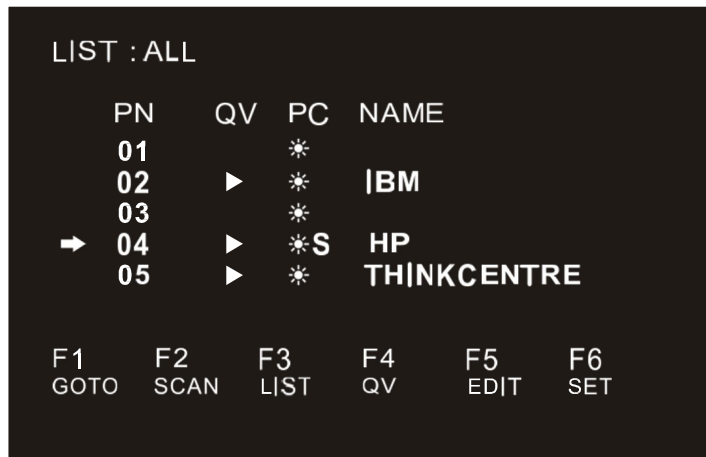 LIST : ALL
PN QV PC NAME
01 ☀
02 ▶ ☀ IBM
03 ☀
➡ 04 ▶ ☀S HP
05 ▶ ☀ THINKCENTRE
F1 F2 F3 F4 F5 F6
GOTO SCAN LIST QV EDIT SET